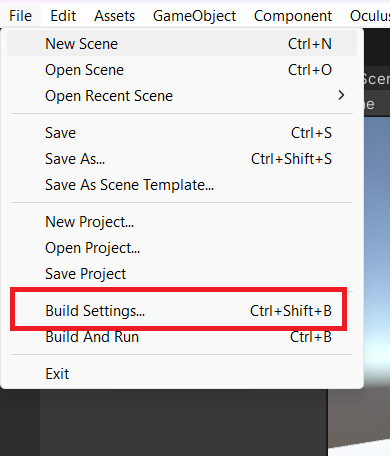 File Edit Assets GameObject Component Window Oculus
New Scene Ctrl+N
Scen
Open Scene Ctrl+O
Open Recent Scene
Save Ctrl+S
Save As... Ctrl+Shift+S
Save As Scene Template...
New Project...
Open Project...
Save Project
Build Settings... Ctrl+Shift+B
Build And Run Ctrl+B
Exit